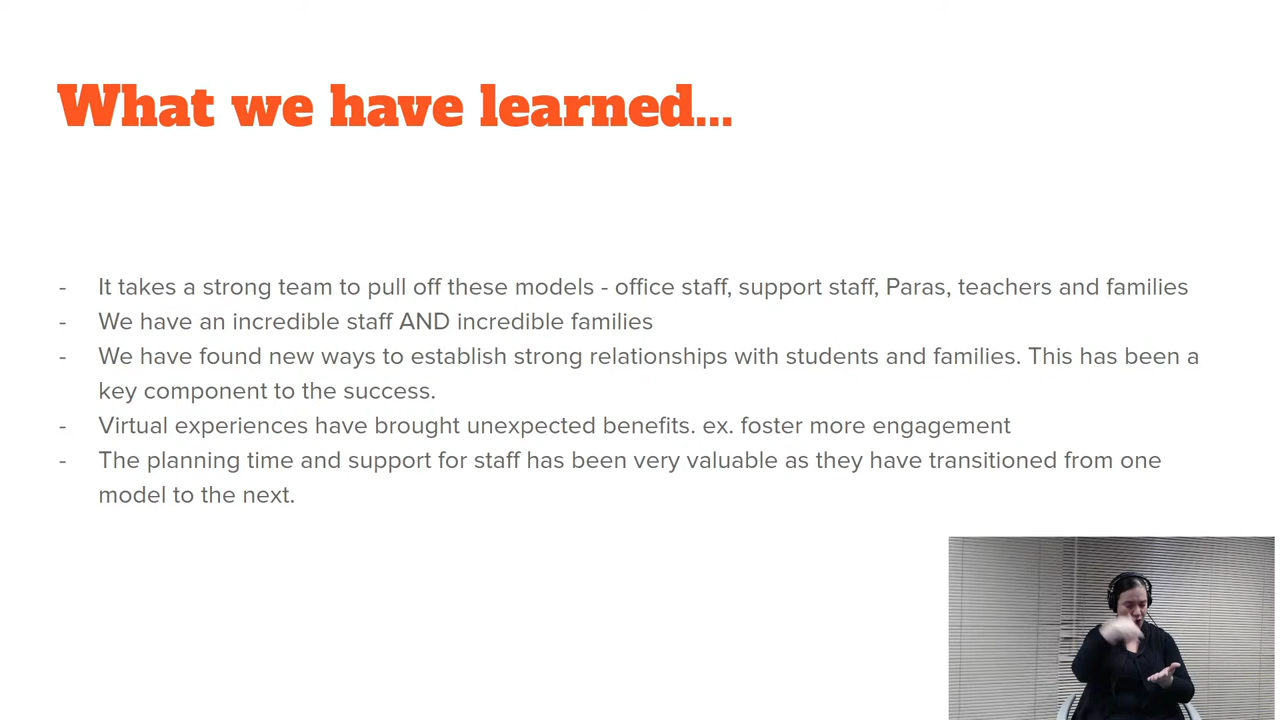 What we have learned...
- It takes a strong team to pull off these models - office staff, support staff, Paras, teachers and families
- We have an incredible staff AND incredible families
- We have found new ways to establish strong relationships with students and families. This has been a
key component to the success.
- Virtual experiences have brought unexpected benefits. ex. foster more engagement
- The planning time and support for staff has been very valuable as they have transitioned from one
model to the next.